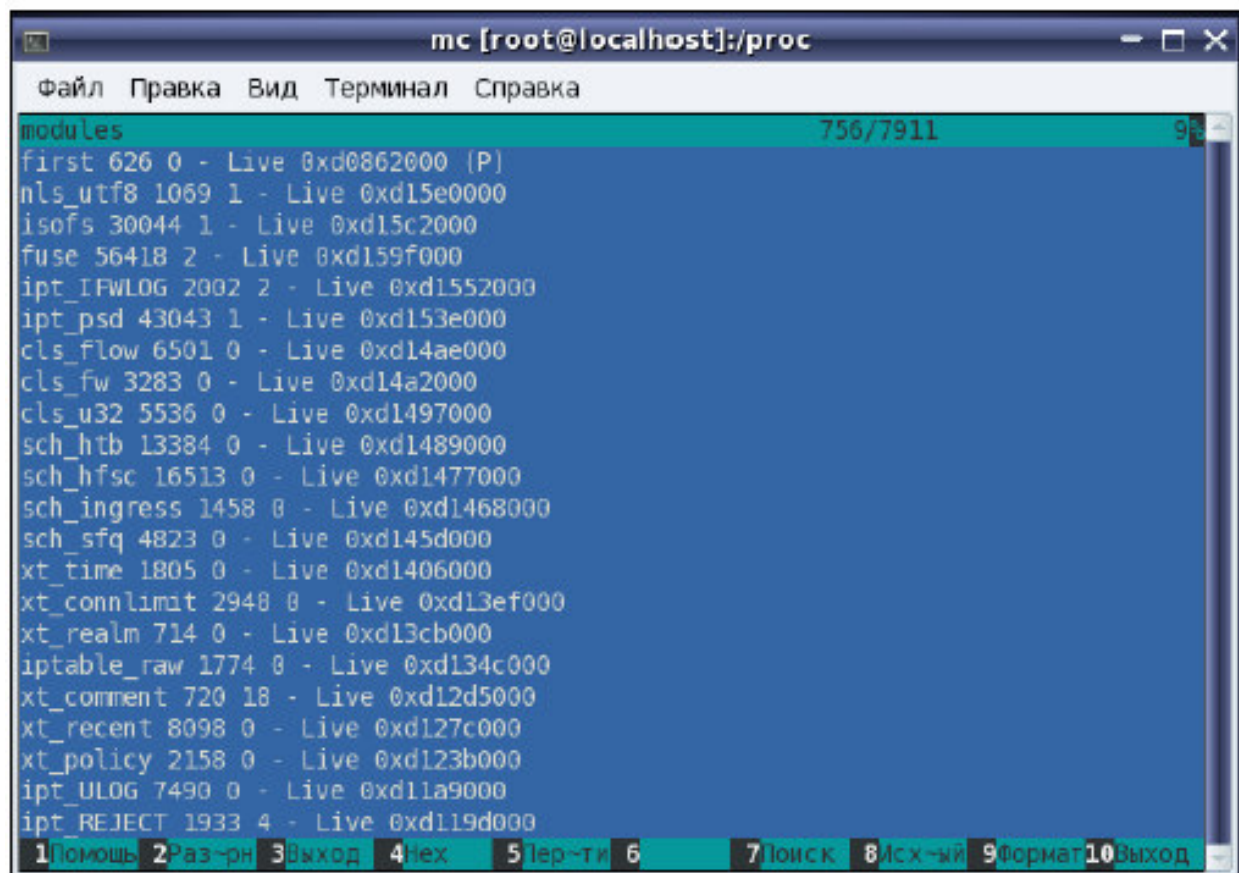 mc [root@localhost]:/proc
Файл Правка Вид Терминал Справка
modules 756/7911 9%
first 626 0 - Live 0xd0862000 (P)
nls_utf8 1069 1 - Live 0xd15e0000
isofs 30044 1 - Live 0xd15c2000
fuse 56418 2 - Live 0xd159f000
ipt_IFWLOG 2002 2 - Live 0xd1552000
ipt_psd 43043 1 - Live 0xd153e000
cls_flow 6501 0 - Live 0xd14ae000
cls_fw 3283 0 - Live 0xd14a2000
cls_u32 5536 0 - Live 0xd1497000
sch_htb 13384 0 - Live 0xd1489000
sch_hfsc 16513 0 - Live 0xd1477000
sch_ingress 1458 0 - Live 0xd1468000
sch_sfq 4823 0 - Live 0xd145d000
xt_time 1805 0 - Live 0xd1406000
xt_connlimit 2948 0 - Live 0xd13ef000
xt_realm 714 0 - Live 0xd13cb000
iptable_raw 1774 0 - Live 0xd134c000
xt_comment 720 18 - Live 0xd12d5000
xt_recent 8098 0 - Live 0xd127c000
xt_policy 2158 0 - Live 0xd123b000
ipt_ULOG 7490 0 - Live 0xd11a9000
ipt_REJECT 1933 4 - Live 0xd119d000
1Помощь 2Раз~рн 3Выход 4Hex 5Пер~ти 6 7Поиск 8Исх~ый 9Формат 10Выход